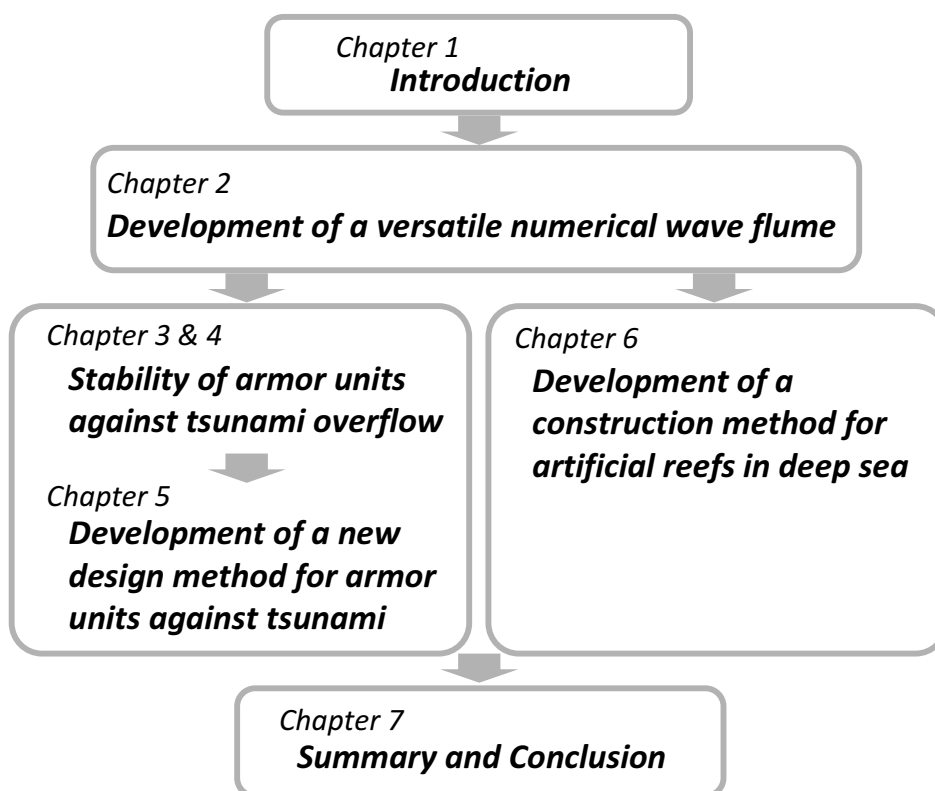 Chapter 1
Introduction
Chapter 2
Development of a versatile numerical wave flume
Chapter 3 & 4
Stability of armor units
against tsunami overflow
Chapter 5
Development of a new
design method for armor
units against tsunami
Chapter 6
Development of a
construction method for
artificial reefs in deep sea
Chapter 7
Summary and Conclusion